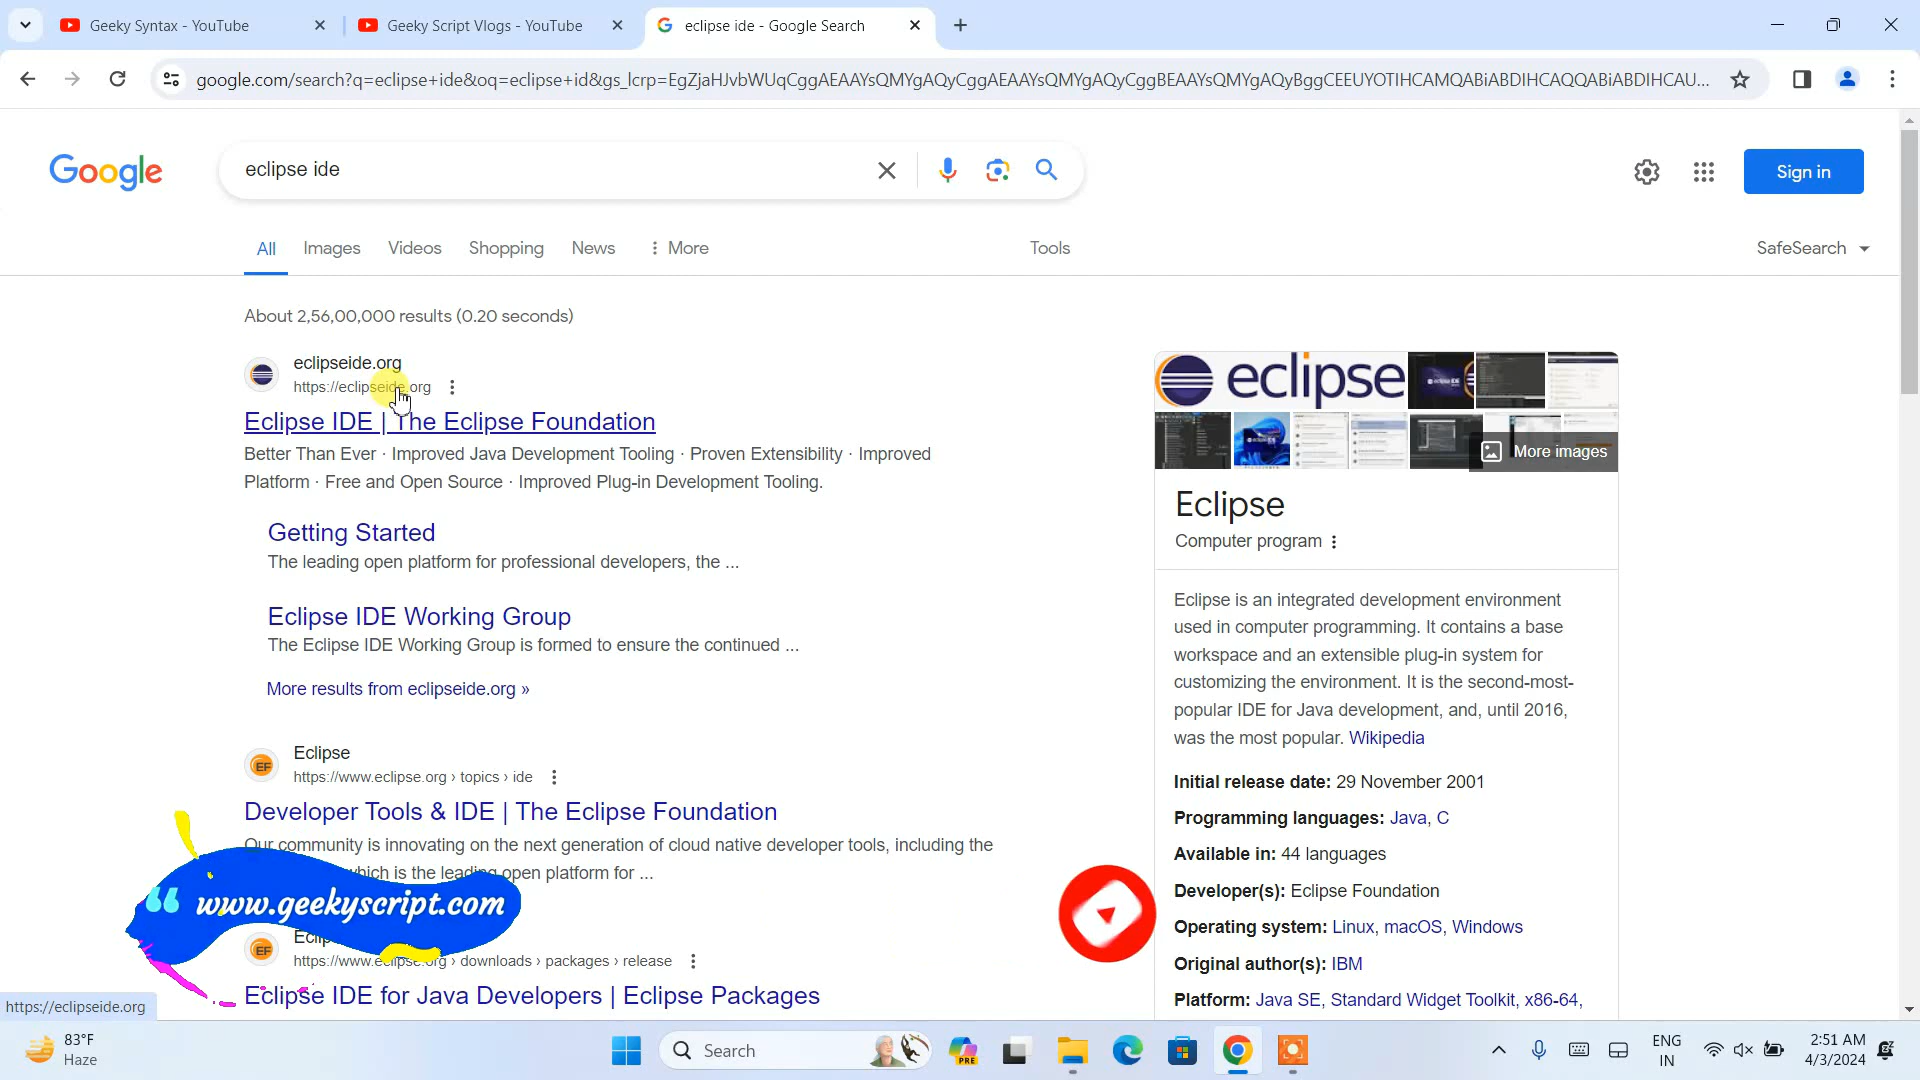 Geeky Syntax - YouTube
Geeky Script Vlogs - YouTube
eclipse ide - Google Search
google.com/search?q=eclipse+ide&oq=eclipse+id&gs_lcrp=EgZjaHJvbWUqCggAEAAYsQMYgAQyCggAEAAYsQMYgAQyCggBEAAYsQMYgAQyBggCEEUYOTIHCAMQABiABDIHCAQQABiABDIHCAU...
Google
eclipse ide
Sign in
All
Images
Videos
Shopping
News
More
Tools
SafeSearch
About 2,56,00,000 results (0.20 seconds)
eclipseide.org
https://eclipseide.org
Eclipse IDE | The Eclipse Foundation
Better Than Ever · Improved Java Development Tooling · Proven Extensibility · Improved
Platform · Free and Open Source · Improved Plug-in Development Tooling.
Getting Started
The leading open platform for professional developers, the ...
Eclipse IDE Working Group
The Eclipse IDE Working Group is formed to ensure the continued ...
More results from eclipseide.org »
EF
Eclipse
https://www.eclipse.org › topics › ide
Developer Tools & IDE | The Eclipse Foundation
Our community is innovating on the next generation of cloud native developer tools, including the
which is the leading open platform for ...
“ www.geekyscript.com
EF
https://www.eclipse.org › downloads › packages › release
Eclipse IDE for Java Developers | Eclipse Packages
https://eclipseide.org
eclipse
More images
Eclipse
Computer program
Eclipse is an integrated development environment
used in computer programming. It contains a base
workspace and an extensible plug-in system for
customizing the environment. It is the second-most-
popular IDE for Java development, and, until 2016,
was the most popular. Wikipedia
Initial release date: 29 November 2001
Programming languages: Java, C
Available in: 44 languages
Developer(s): Eclipse Foundation
Operating system: Linux, macOS, Windows
Original author(s): IBM
Platform: Java SE, Standard Widget Toolkit, x86-64,
83°F
Haze
Search
PRE
ENG
IN
2:51 AM
4/3/2024